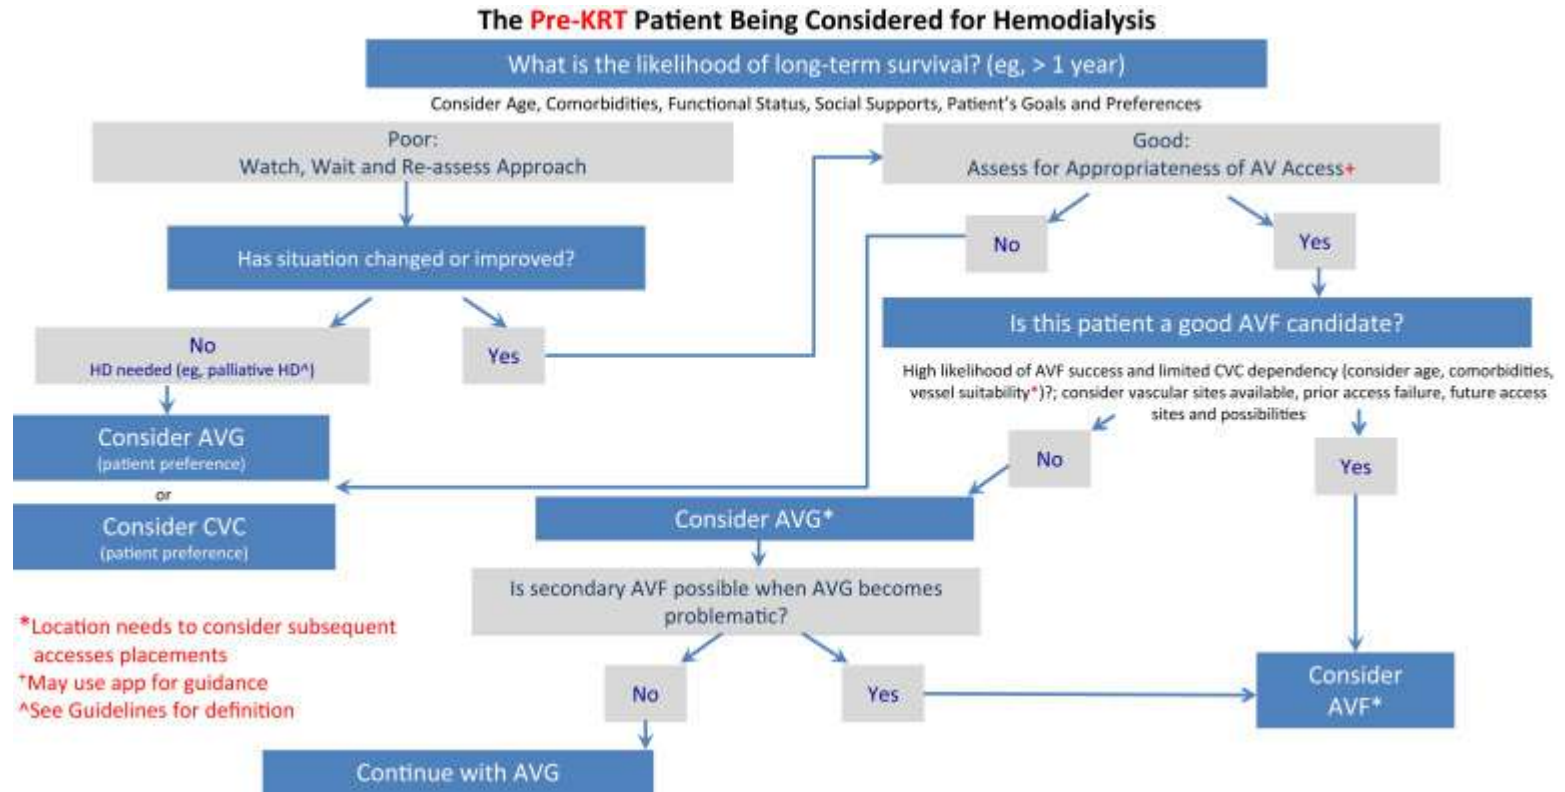 The Pre-KRT Patient Being Considered for Hemodialysis
What is the likelihood of long-term survival? (eg, > 1 year)
Consider Age, Comorbidities, Functional Status, Social Supports, Patient's Goals and Preferences
Poor:
Watch, Wait and Re-assess Approach
Good:
Assess for Appropriateness of AV Access+
Has situation changed or improved?
No
Yes
No
HD needed (eg, palliative HD^)
Yes
Is this patient a good AVF candidate?
High likelihood of AVF success and limited CVC dependency (consider age, comorbidities,
vessel suitability*)?; consider vascular sites available, prior access failure, future access
sites and possibilities
Consider AVG
(patient preference)
or
Consider CVC
(patient preference)
No
Yes
Consider AVG*
Is secondary AVF possible when AVG becomes
problematic?
No
Yes
Consider
AVF*
Continue with AVG
*Location needs to consider subsequent
accesses placements
+May use app for guidance
^See Guidelines for definition